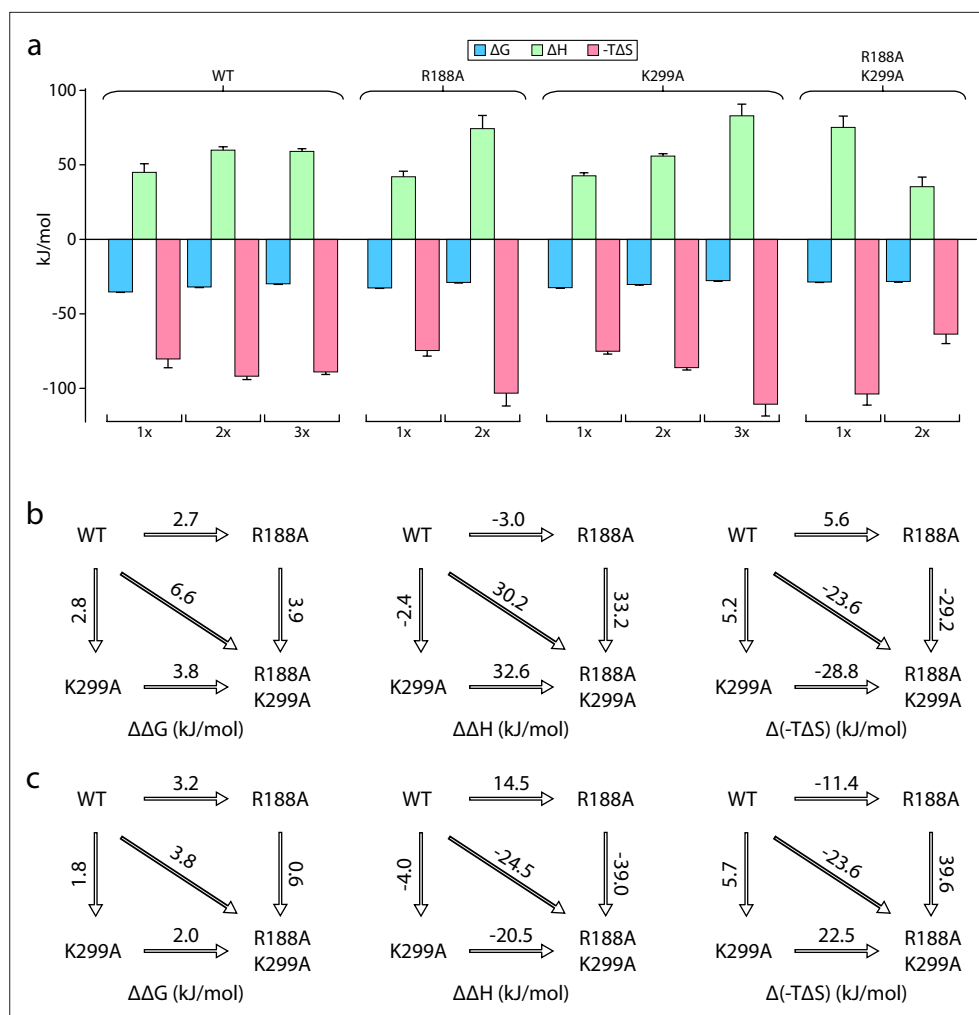 a
ΔG ΔH -TΔS
WT R188A K299A R188A
K299A
100
50
0
-50
-100
kJ/mol
1x 2x 3x 1x 2x 1x 2x 3x 1x 2x
b
WT 2.7 R188A
2.8 6.6 3.9
K299A 3.8 R188A
K299A
ΔΔG (kJ/mol)
WT -3.0 R188A
-2.4 30.2 33.2
K299A 32.6 R188A
K299A
ΔΔH (kJ/mol)
WT 5.6 R188A
5.2 -23.6 -29.2
K299A -28.8 R188A
K299A
Δ(-TΔS) (kJ/mol)
c
WT 3.2 R188A
1.8 3.8 0.6
K299A 2.0 R188A
K299A
ΔΔG (kJ/mol)
WT 14.5 R188A
-4.0 -24.5 -39.0
K299A -20.5 R188A
K299A
ΔΔH (kJ/mol)
WT -11.4 R188A
5.7 -23.6 39.6
K299A 22.5 R188A
K299A
Δ(-TΔS) (kJ/mol)